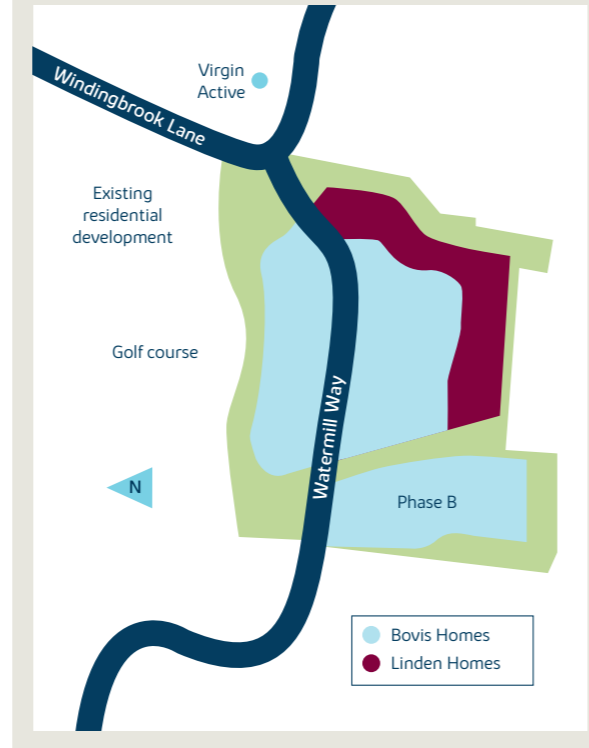 Virgin
Active
Windingbrook Lane
Existing
residential
development
Golf course
Watermill Way
N
Phase B
Bovis Homes
Linden Homes